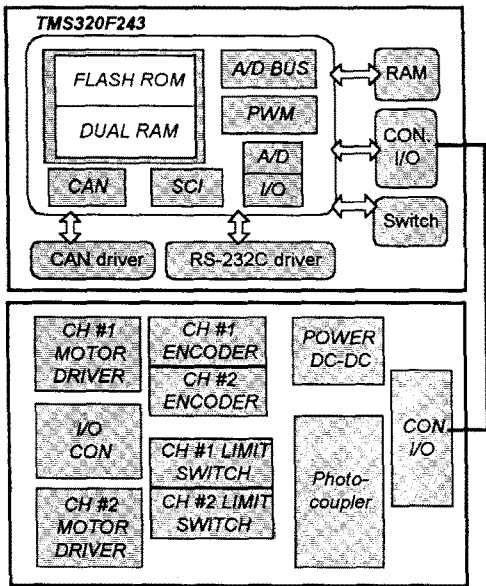 TMS320F243
FLASH ROM
DUAL RAM
A/D BUS
PWM
A/D
I/O
CAN
SCI
RAM
CON.
I/O
Switch
CAN driver
RS-232C driver
CH #1
MOTOR
DRIVER
CH #1
ENCODER
CH #2
ENCODER
POWER
DC-DC
I/O
CON
CH #1 LIMIT
SWITCH
CH #2 LIMIT
SWITCH
CH #2
MOTOR
DRIVER
Photo-
coupler
CON
I/O